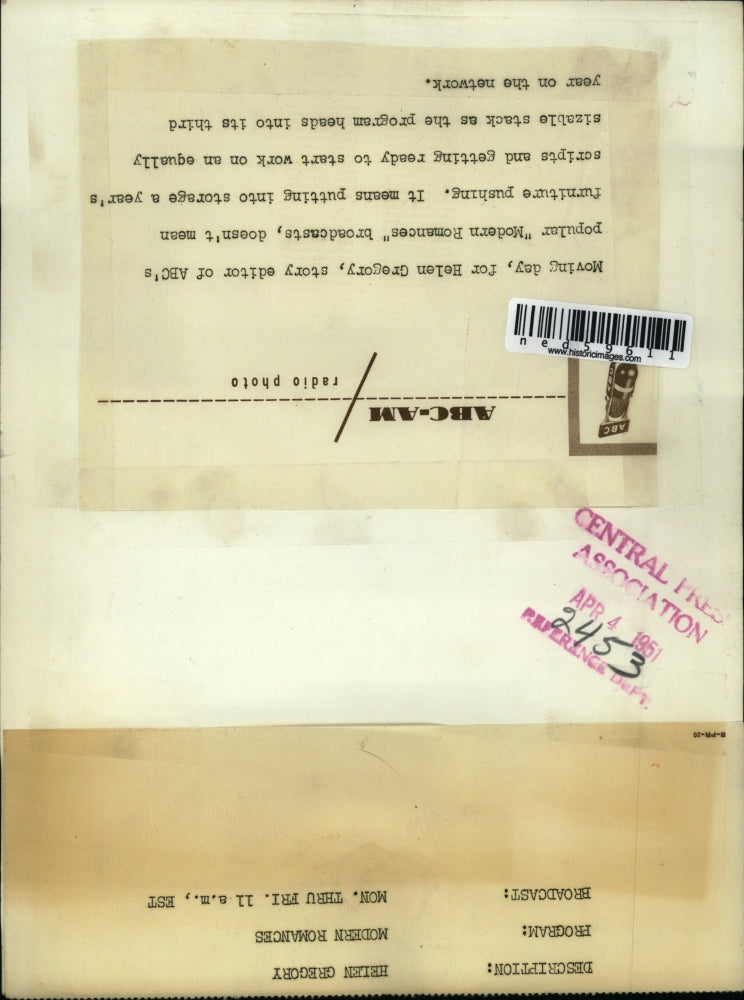 DESCRIPTION: HELEN GREGORY
PROGRAM: MODERN ROMANCES
BROADCAST: MON. THRU FRI. 11 a.m., EST
B-PR-20
ABC
ABC-AM
radio photo
Moving day, for Helen Gregory, story editor of ABC's
popular "Modern Romances" broadcasts, doesn't mean
furniture pushing. It means putting into storage a year's
scripts and getting ready to start work on an equally
sizable stack as the program heads into its third
year on the network.
ned59611
www.historicimages.com
CENTRAL PRESS
ASSOCIATION
APR 4 1951
2453
REFERENCE DEPT.